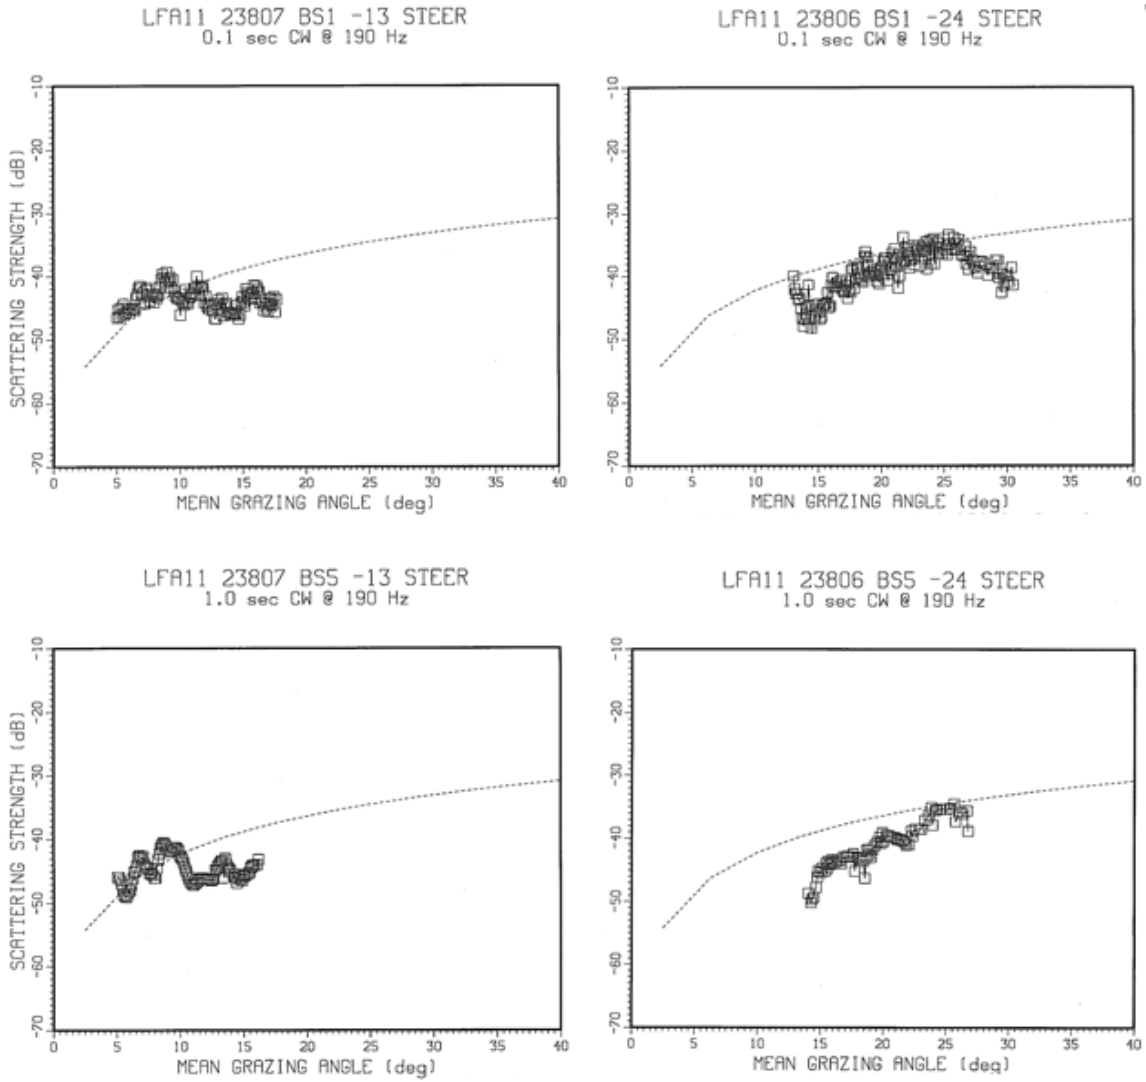 LFA11 23807 BS1 -13 STEER
0.1 sec CW @ 190 Hz
SCATTERING STRENGTH (dB)
-10
-20
-30
-40
-50
-60
-70
0 5 10 15 20 25 30 35 40
MEAN GRAZING ANGLE (deg)
LFA11 23806 BS1 -24 STEER
0.1 sec CW @ 190 Hz
-10
-20
-30
-40
-50
-60
-70
0 5 10 15 20 25 30 35 40
MEAN GRAZING ANGLE (deg)
LFA11 23807 BS5 -13 STEER
1.0 sec CW @ 190 Hz
SCATTERING STRENGTH (dB)
-10
-20
-30
-40
-50
-60
-70
0 5 10 15 20 25 30 35 40
MEAN GRAZING ANGLE (deg)
LFA11 23806 BS5 -24 STEER
1.0 sec CW @ 190 Hz
-10
-20
-30
-40
-50
-60
-70
0 5 10 15 20 25 30 35 40
MEAN GRAZING ANGLE (deg)